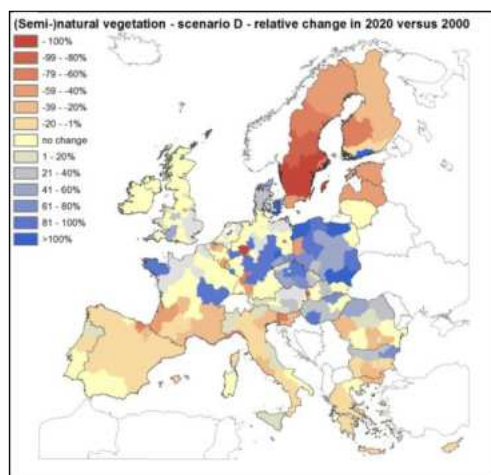 (Semi-)natural vegetation - scenario D - relative change in 2020 versus 2000
- 100%
-99 - -80%
-79 - -60%
-59 - -40%
-39 - -20%
-20 - -1%
no change
1 - 20%
21 - 40%
41 - 60%
61 - 80%
81 - 100%
>100%